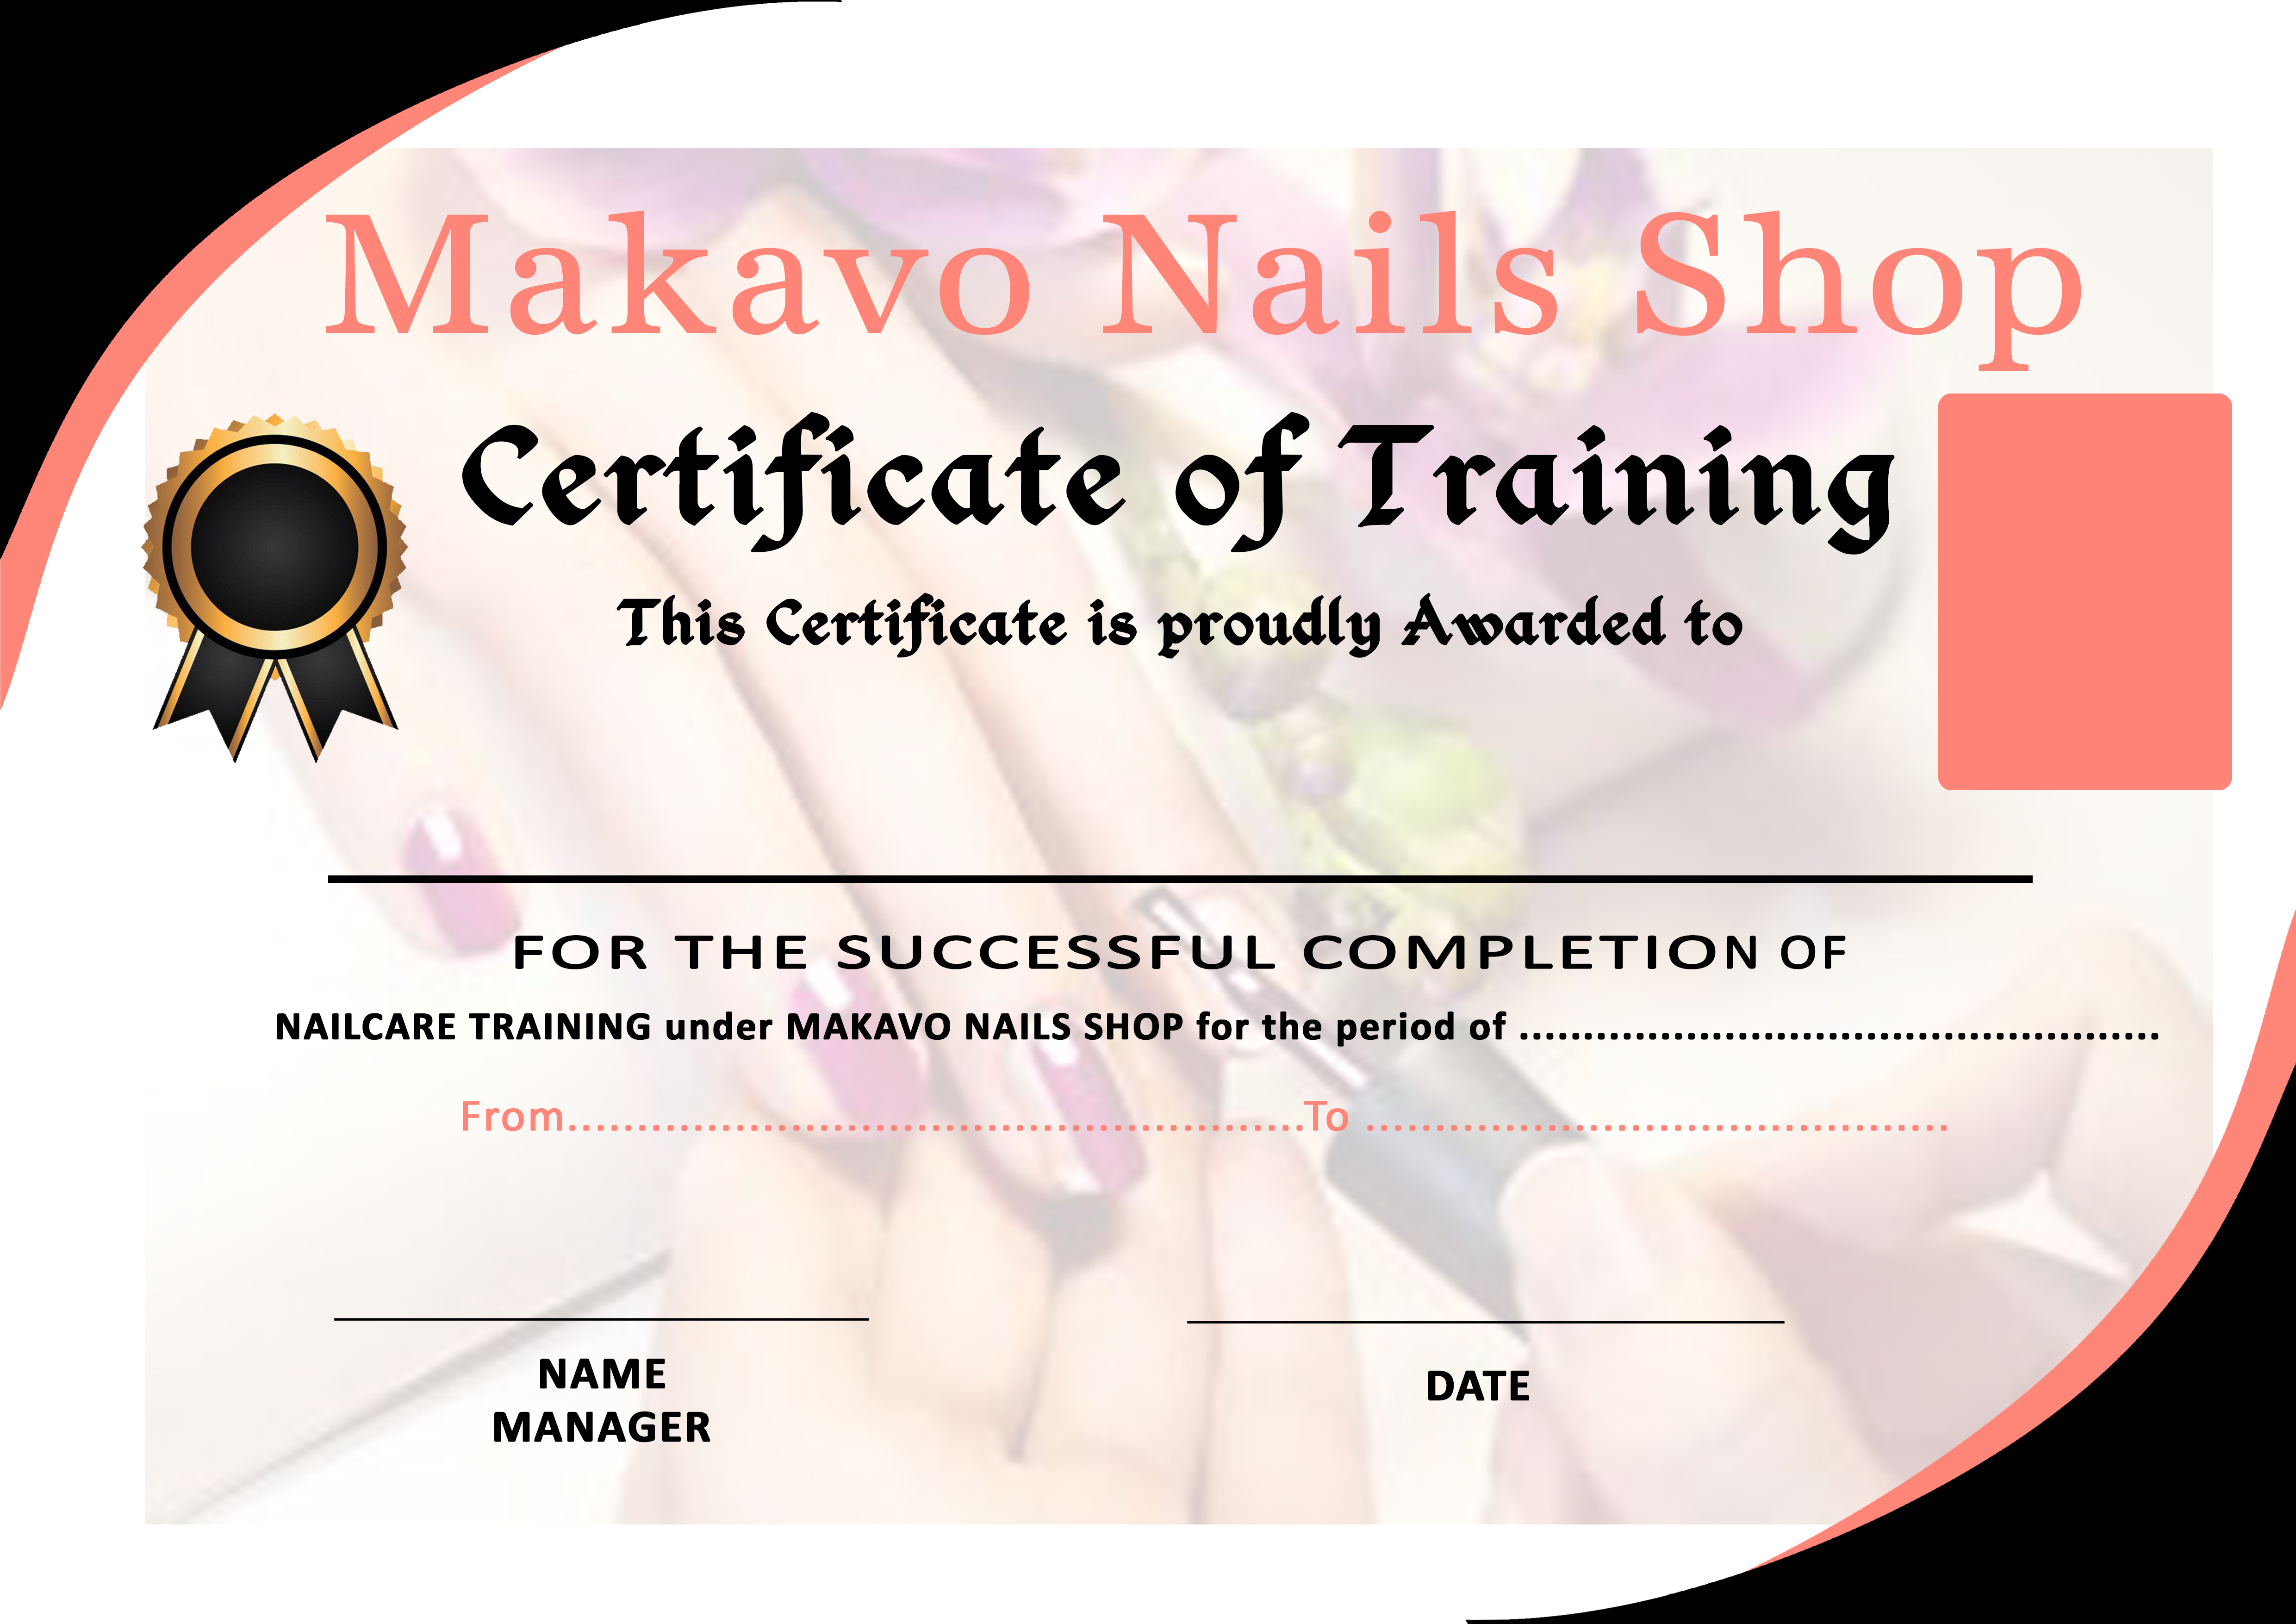 Makavo Nails Shop
Certificate of Training
This Certificate is proudly Awarded to
FOR THE SUCCESSFUL COMPLETION OF
NAILCARE TRAINING under MAKAVO NAILS SHOP for the period of ..................................................
From....................................................To .........................................
NAME
MANAGER
DATE